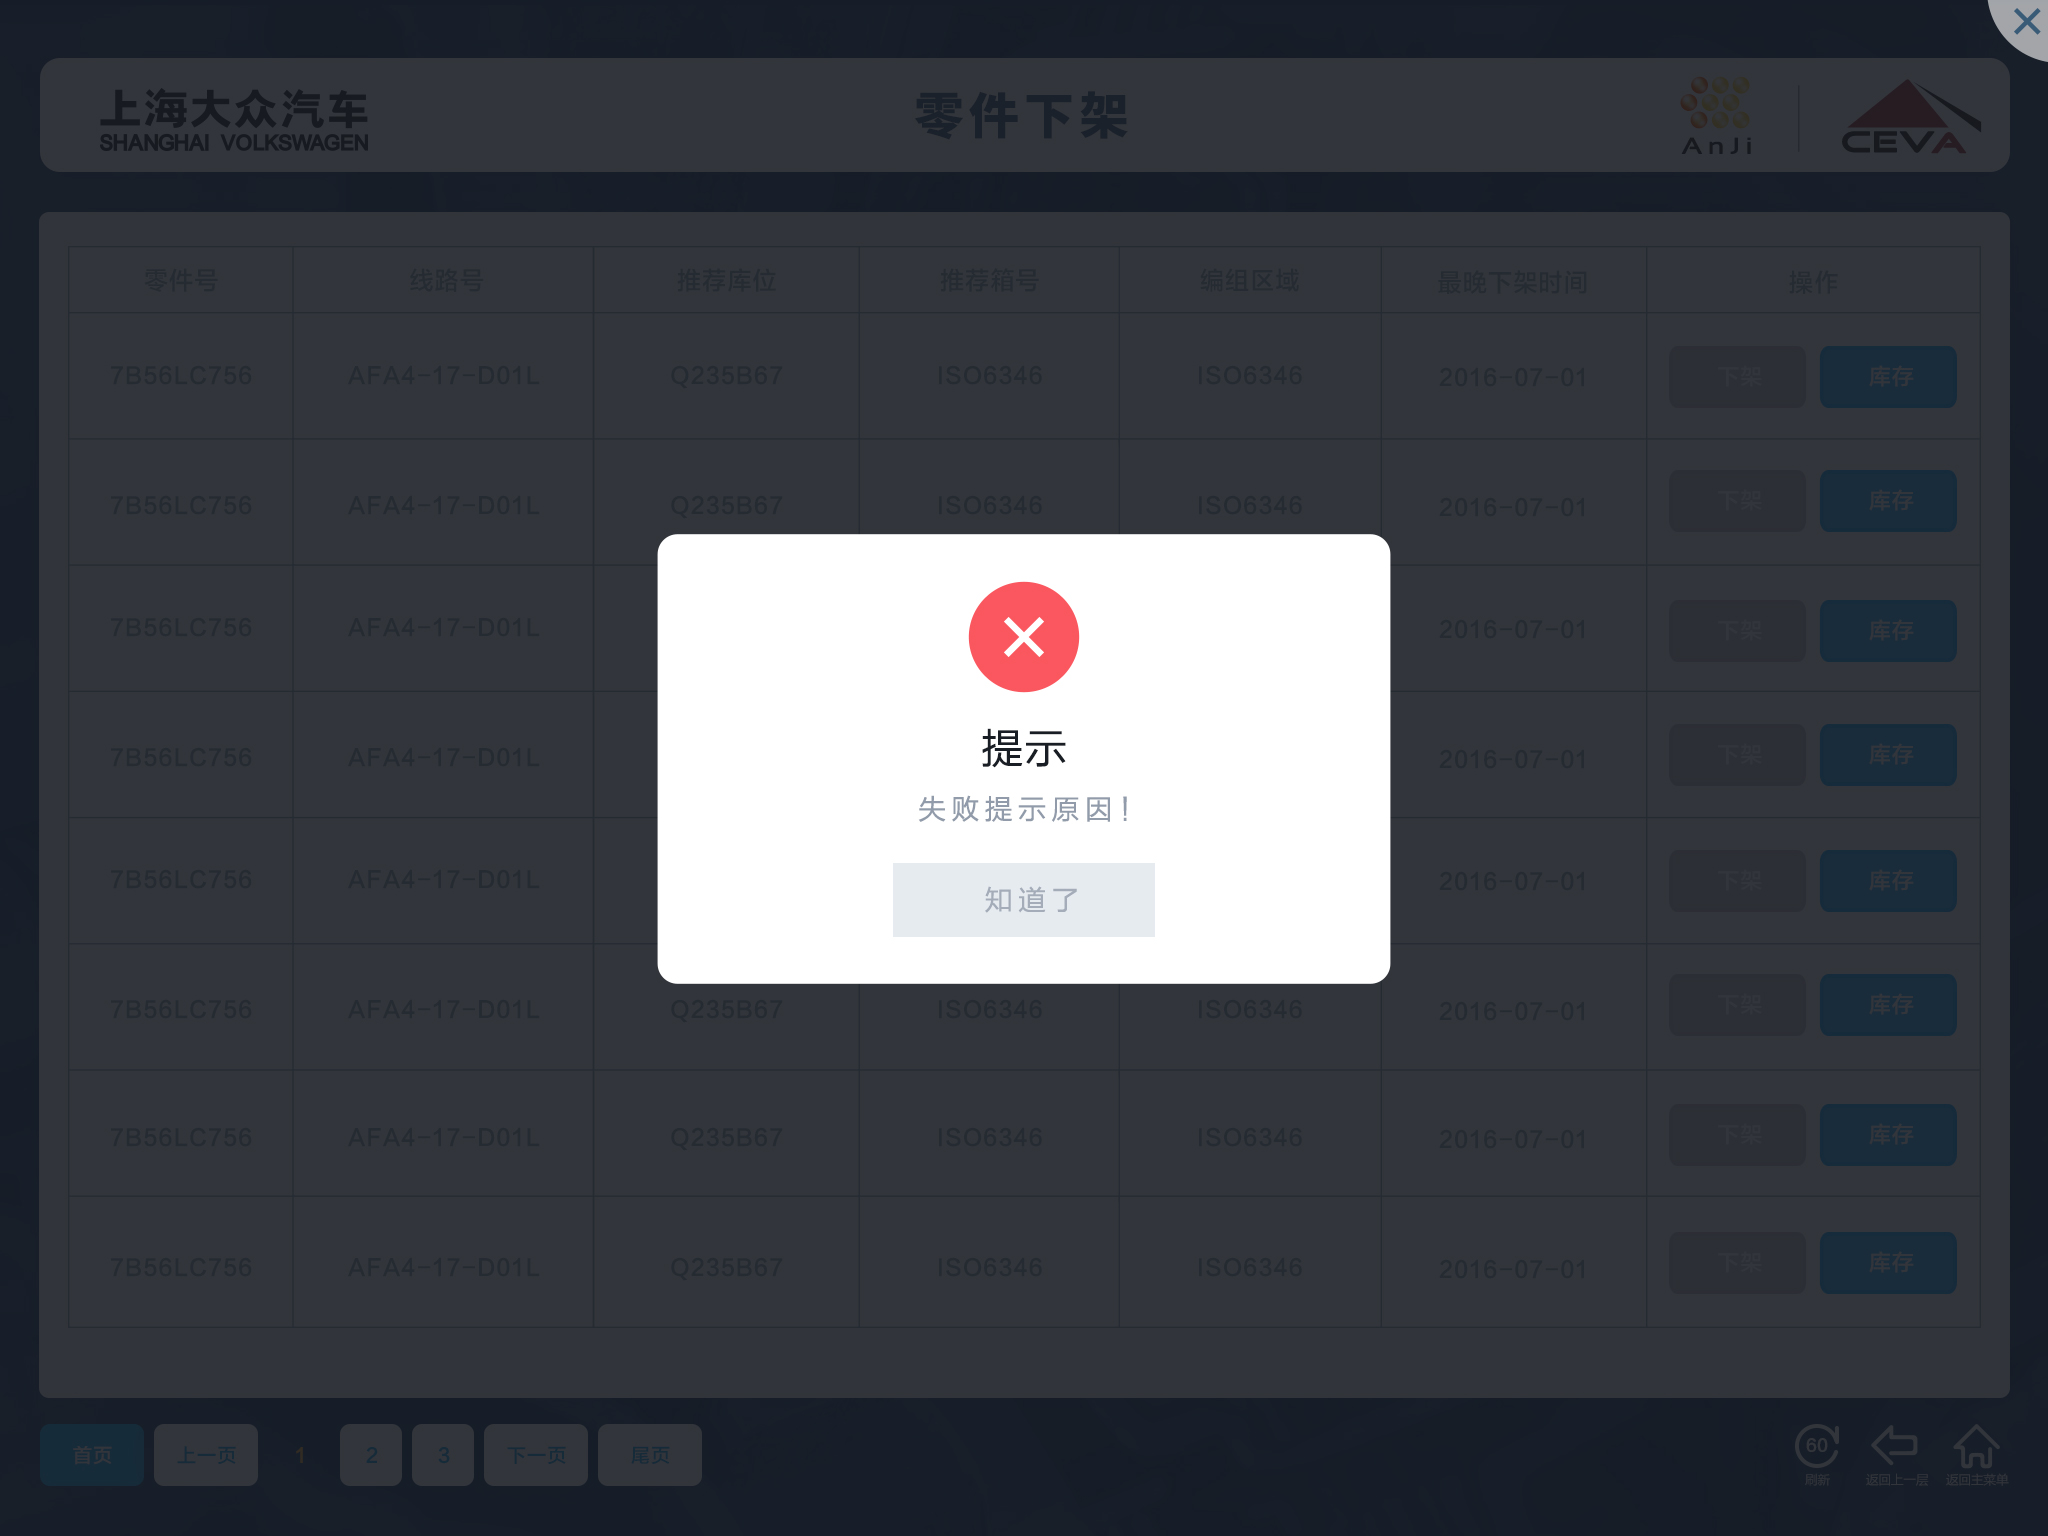 上海大众汽车
SHANGHAI VOLKSWAGEN
零件下架
AnJi
CEVA
零件号 线路号 推荐库位 推荐箱号 编组区域 最晚下架时间 操作
7B56LC756 AFA4-17-D01L Q235B67 ISO6346 ISO6346 2016-07-01 下架 库存
7B56LC756 AFA4-17-D01L Q235B67 ISO6346 ISO6346 2016-07-01 下架 库存
7B56LC756 AFA4-17-D01L 2016-07-01 下架 库存
7B56LC756 AFA4-17-D01L 2016-07-01 下架 库存
7B56LC756 AFA4-17-D01L 2016-07-01 下架 库存
7B56LC756 AFA4-17-D01L Q235B67 ISO6346 ISO6346 2016-07-01 下架 库存
7B56LC756 AFA4-17-D01L Q235B67 ISO6346 ISO6346 2016-07-01 下架 库存
7B56LC756 AFA4-17-D01L Q235B67 ISO6346 ISO6346 2016-07-01 下架 库存
提示
失败提示原因！
知道了
首页 上一页 1 2 3 下一页 尾页
60
刷新 返回上一层 返回主菜单